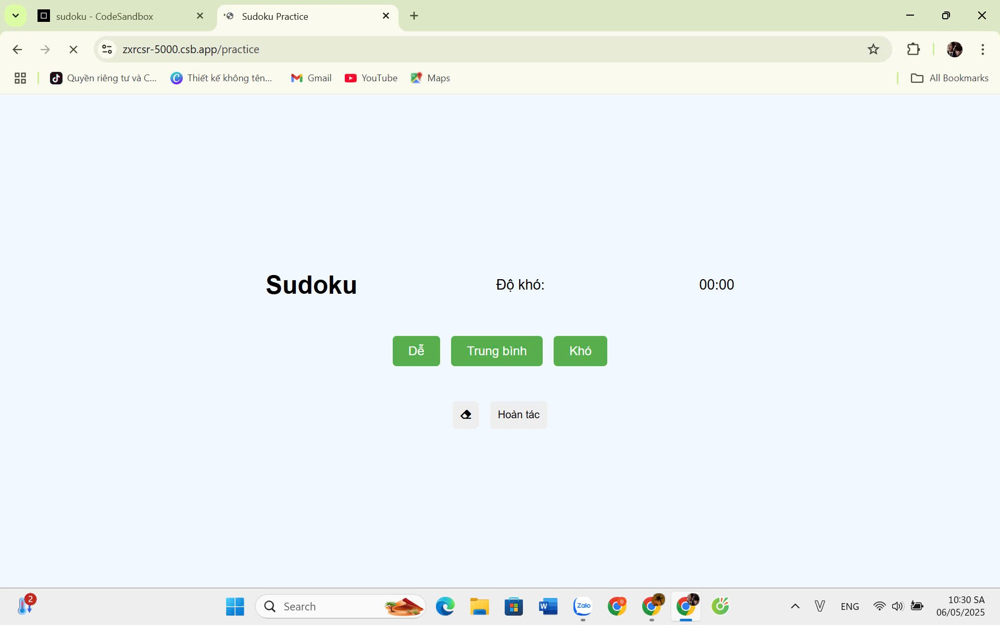 sudoku - CodeSandbox
Sudoku Practice
zxrcsr-5000.csb.app/practice
Quyền riêng tư và C...
Thiết kế không tên...
Gmail
YouTube
Maps
All Bookmarks
Sudoku
Độ khó:
00:00
Dễ
Trung bình
Khó
Hoàn tác
2
Search
W
Zalo
Đ
V
ENG
10:30 SA
06/05/2025